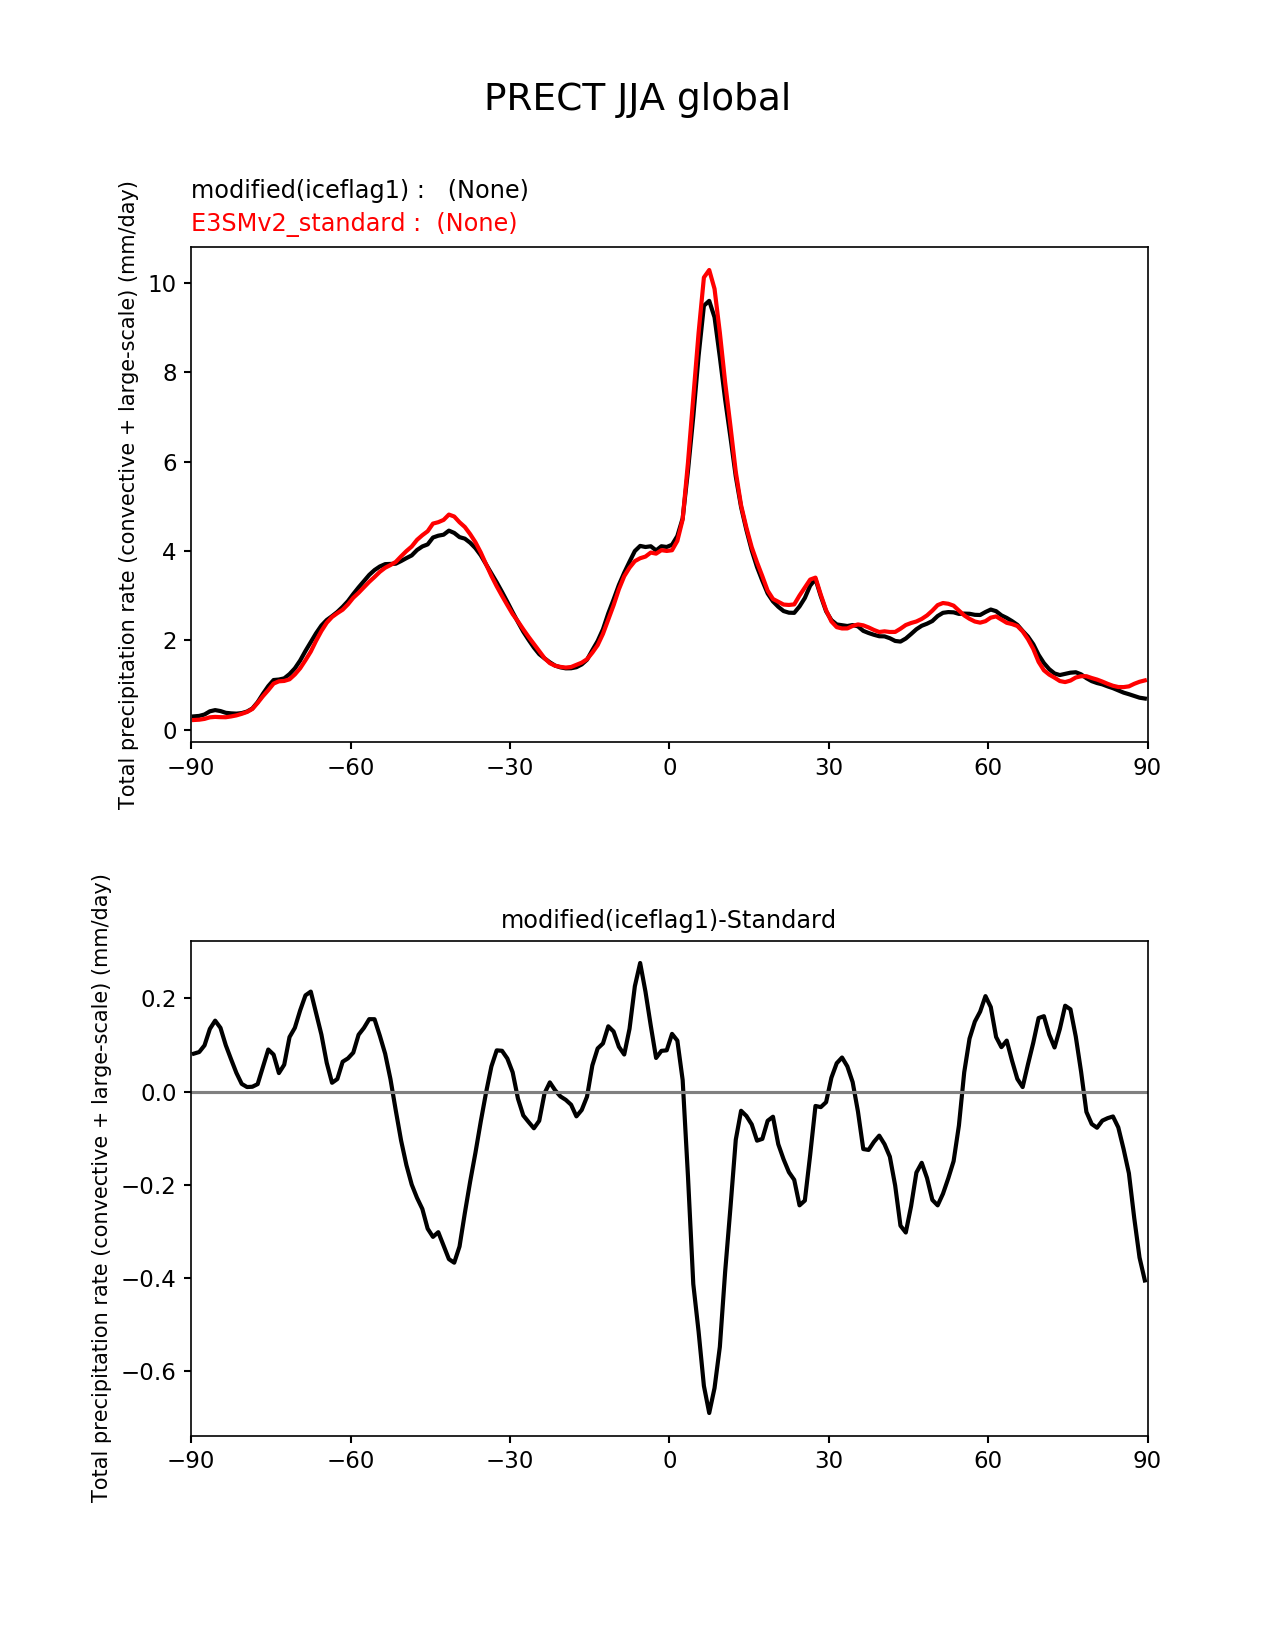 PRECT JJA global
modified(iceflag1) :   (None)
E3SMv2_standard :  (None)
Total precipitation rate (convective + large-scale) (mm/day)
10
8
6
4
2
0
−90 −60 −30 0 30 60 90
modified(iceflag1)-Standard
Total precipitation rate (convective + large-scale) (mm/day)
0.2
0.0
−0.2
−0.4
−0.6
−90 −60 −30 0 30 60 90